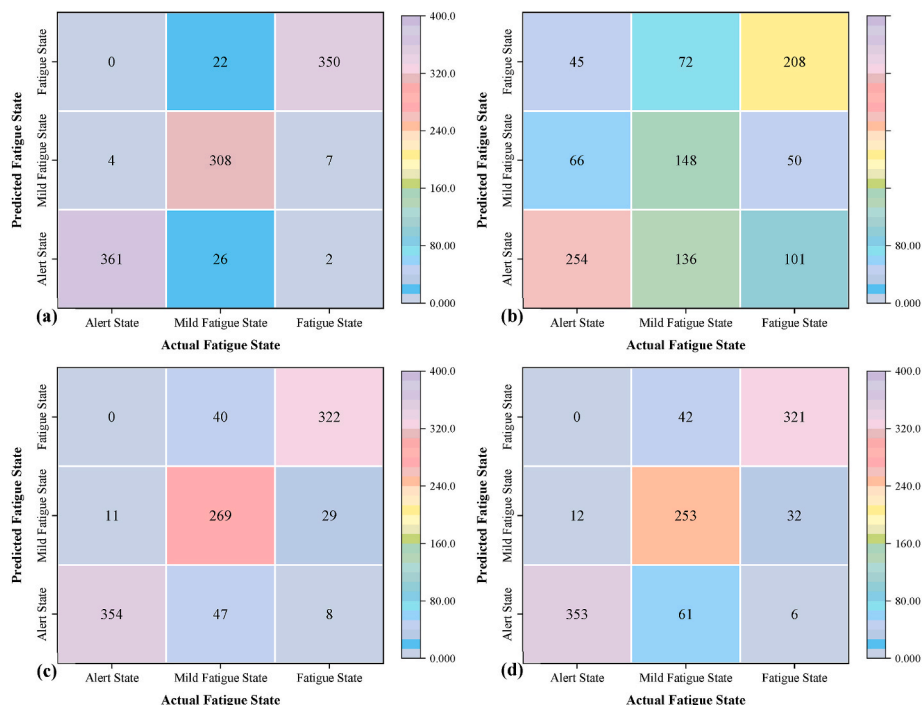 Predicted Fatigue State
Fatigue State
Mild Fatigue State
Alert State
0 22 350
4 308 7
361 26 2
400.0
320.0
240.0
160.0
80.00
0.000
(a)
Alert State Mild Fatigue State Fatigue State
Actual Fatigue State
Predicted Fatigue State
Fatigue State
Mild Fatigue State
Alert State
45 72 208
66 148 50
254 136 101
80.00
0.000
(b)
Alert State Mild Fatigue State Fatigue State
Actual Fatigue State
Predicted Fatigue State
Fatigue State
Mild Fatigue State
Alert State
0 40 322
11 269 29
354 47 8
400.0
320.0
240.0
160.0
80.00
0.000
(c)
Alert State Mild Fatigue State Fatigue State
Actual Fatigue State
Predicted Fatigue State
Fatigue State
Mild Fatigue State
Alert State
0 42 321
12 253 32
353 61 6
400.0
320.0
240.0
160.0
80.00
0.000
(d)
Alert State Mild Fatigue State Fatigue State
Actual Fatigue State